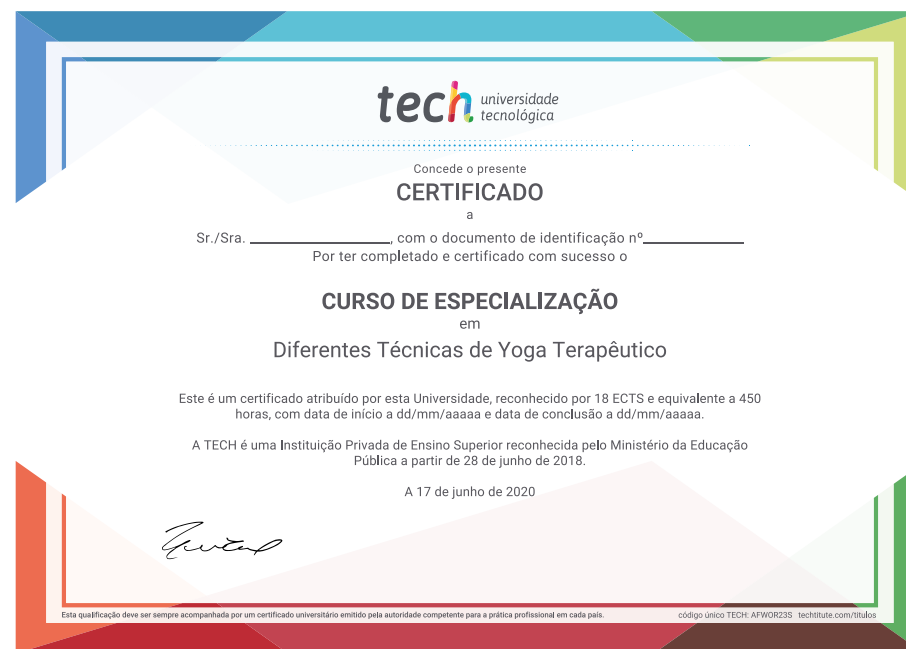 tech universidade
tecnológica
Concede o presente
CERTIFICADO
a
Sr./Sra. _________________, com o documento de identificação nº____________
Por ter completado e certificado com sucesso o
CURSO DE ESPECIALIZAÇÃO
em
Diferentes Técnicas de Yoga Terapêutico
Este é um certificado atribuído por esta Universidade, reconhecido por 18 ECTS e equivalente a 450
horas, com data de início a dd/mm/aaaaa e data de conclusão a dd/mm/aaaaa.
A TECH é uma Instituição Privada de Ensino Superior reconhecida pelo Ministério da Educação
Pública a partir de 28 de junho de 2018.
A 17 de junho de 2020
Esta qualificação deve ser sempre acompanhada por um certificado universitário emitido pela autoridade competente para a prática profissional em cada país. código único TECH: AFWOR23S techtitute.com/titulos